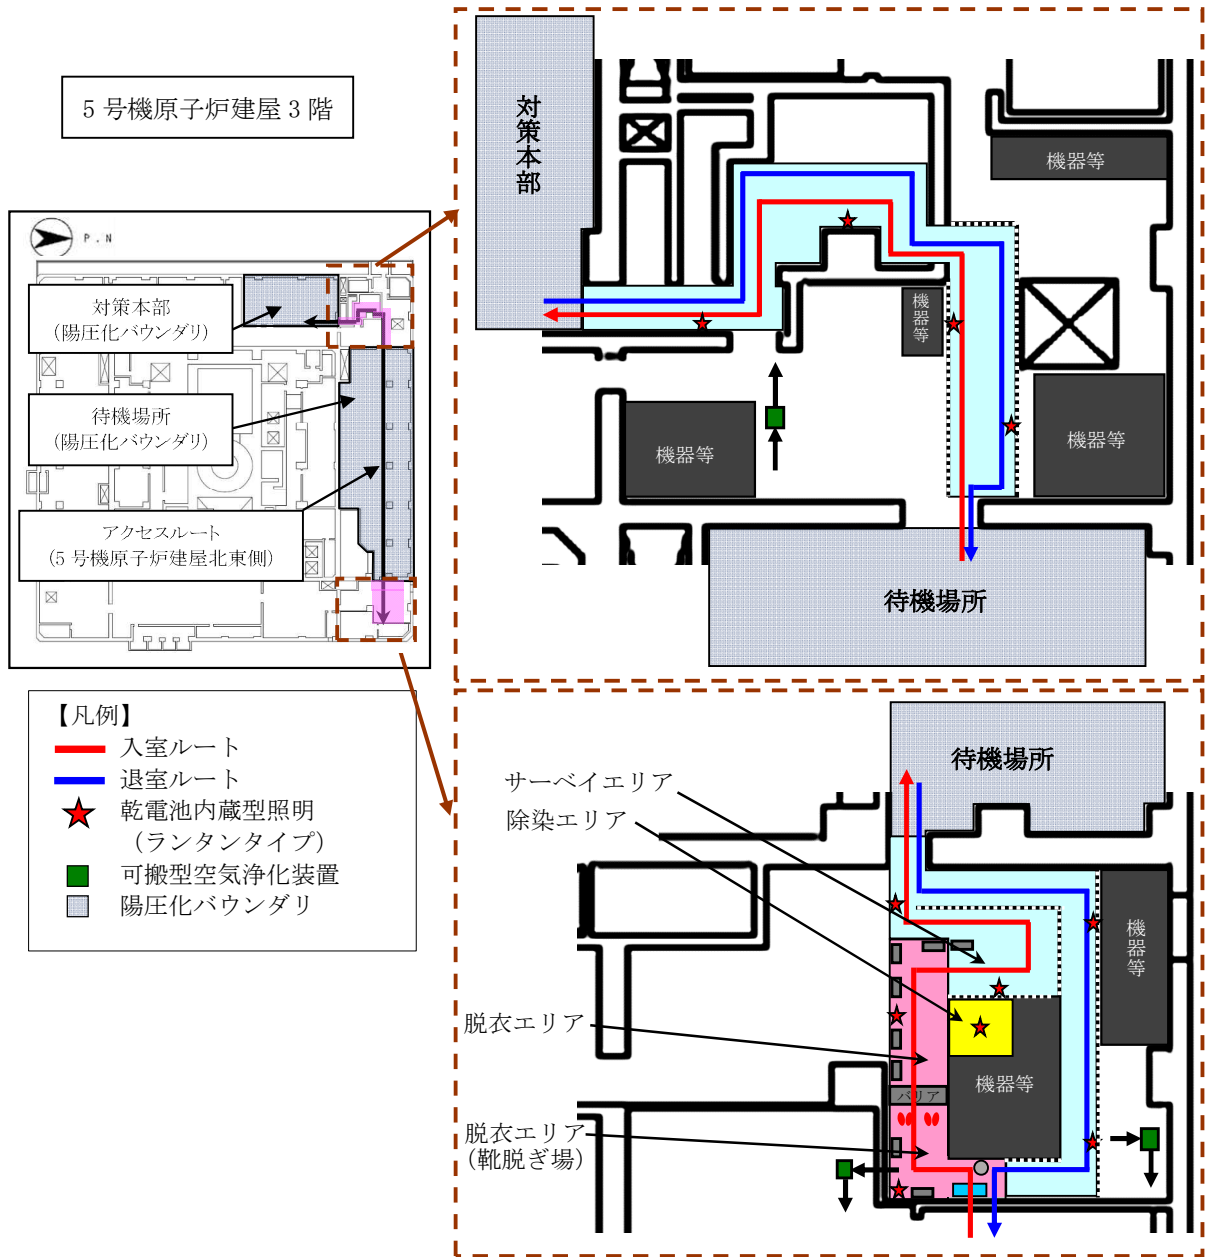 5号機原子炉建屋3階
P.N
対策本部
(陽圧化バウンダリ)
待機場所
(陽圧化バウンダリ)
アクセスルート
(5号機原子炉建屋北東側)
【凡例】
入室ルート
退室ルート
乾電池内蔵型照明
(ランタンタイプ)
可搬型空気浄化装置
陽圧化バウンダリ
対策本部
機器等
機器等
機器等
機器等
待機場所
待機場所
サーベイエリア
除染エリア
機器等
脱衣エリア
機器等
バリア
脱衣エリア
(靴脱ぎ場)